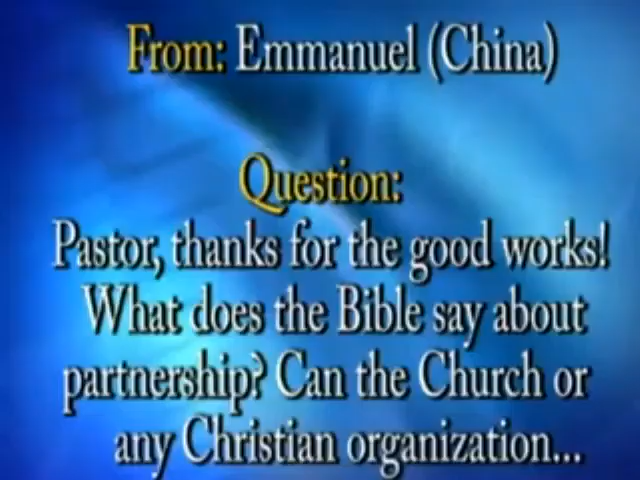 From: Emmanuel (China)
Question:
Pastor, thanks for the good works!
What does the Bible say about
partnership? Can the Church or
any Christian organization...